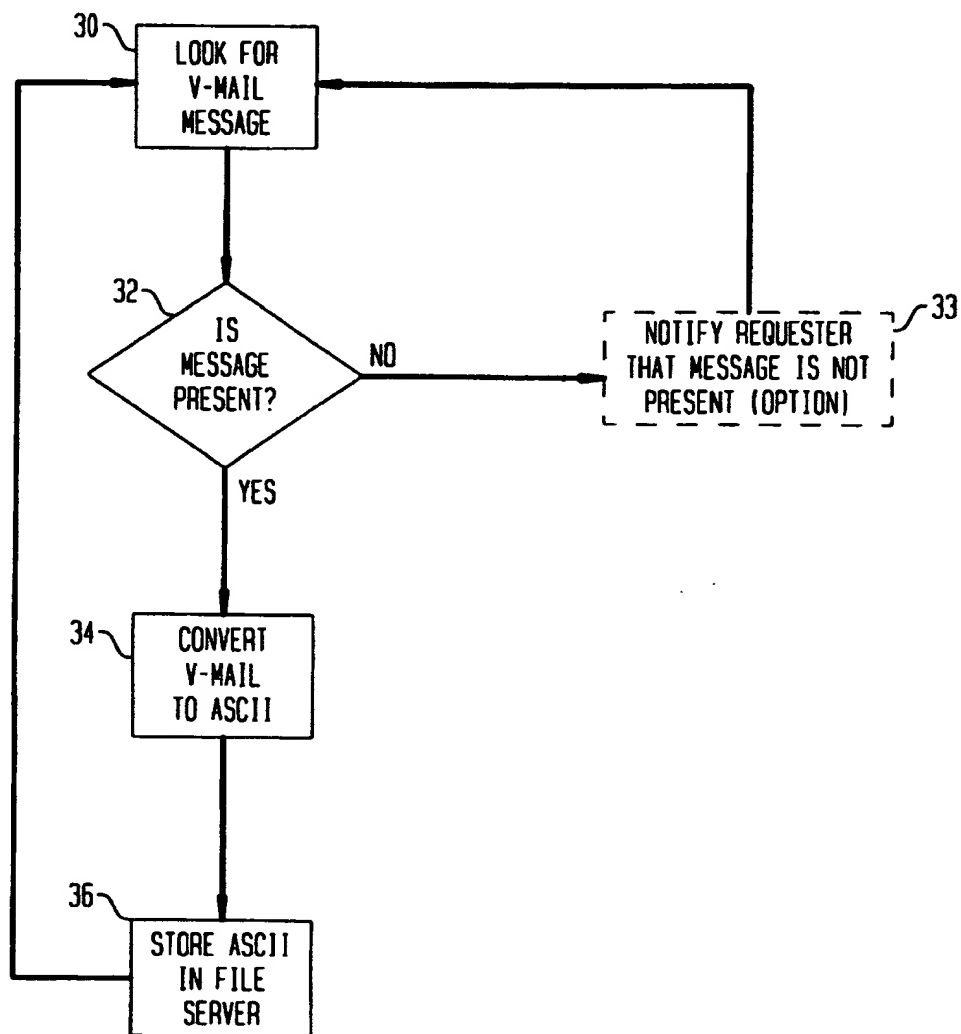 30
LOOK FOR
V-MAIL
MESSAGE
32
IS
MESSAGE
PRESENT?
NO
33
NOTIFY REQUESTER
THAT MESSAGE IS NOT
PRESENT (OPTION)
YES
34
CONVERT
V-MAIL
TO ASCII
36
STORE ASCII
IN FILE
SERVER